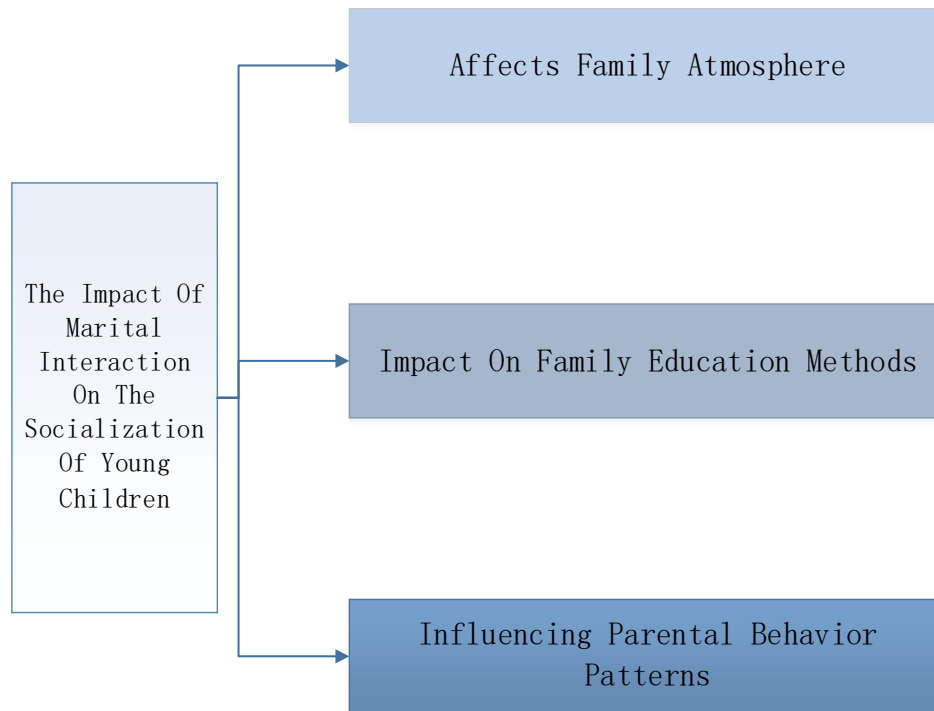 The Impact Of
Marital
Interaction
On The
Socialization
Of Young
Children
Affects Family Atmosphere
Impact On Family Education Methods
Influencing Parental Behavior
Patterns